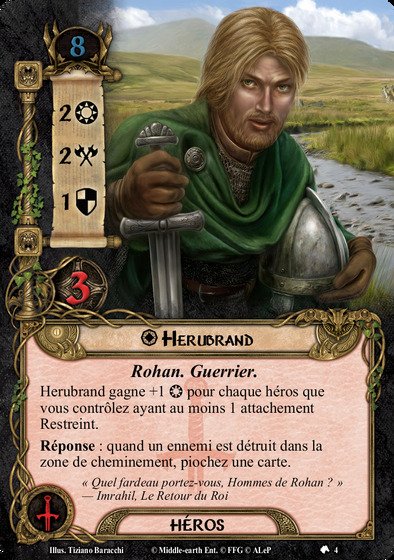 8
2
2
1
3
Herubrand
Rohan. Guerrier.
Herubrand gagne +1 pour chaque héros que
vous contrôlez ayant au moins 1 attachement
Restreint.
Réponse : quand un ennemi est détruit dans la
zone de cheminement, piochez une carte.
« Quel fardeau portez-vous, Hommes de Rohan ? »
— Imrahil, Le Retour du Roi
HÉROS
Illus. Tiziano Baracchi © Middle-earth Ent. © FFG © ALeP 4